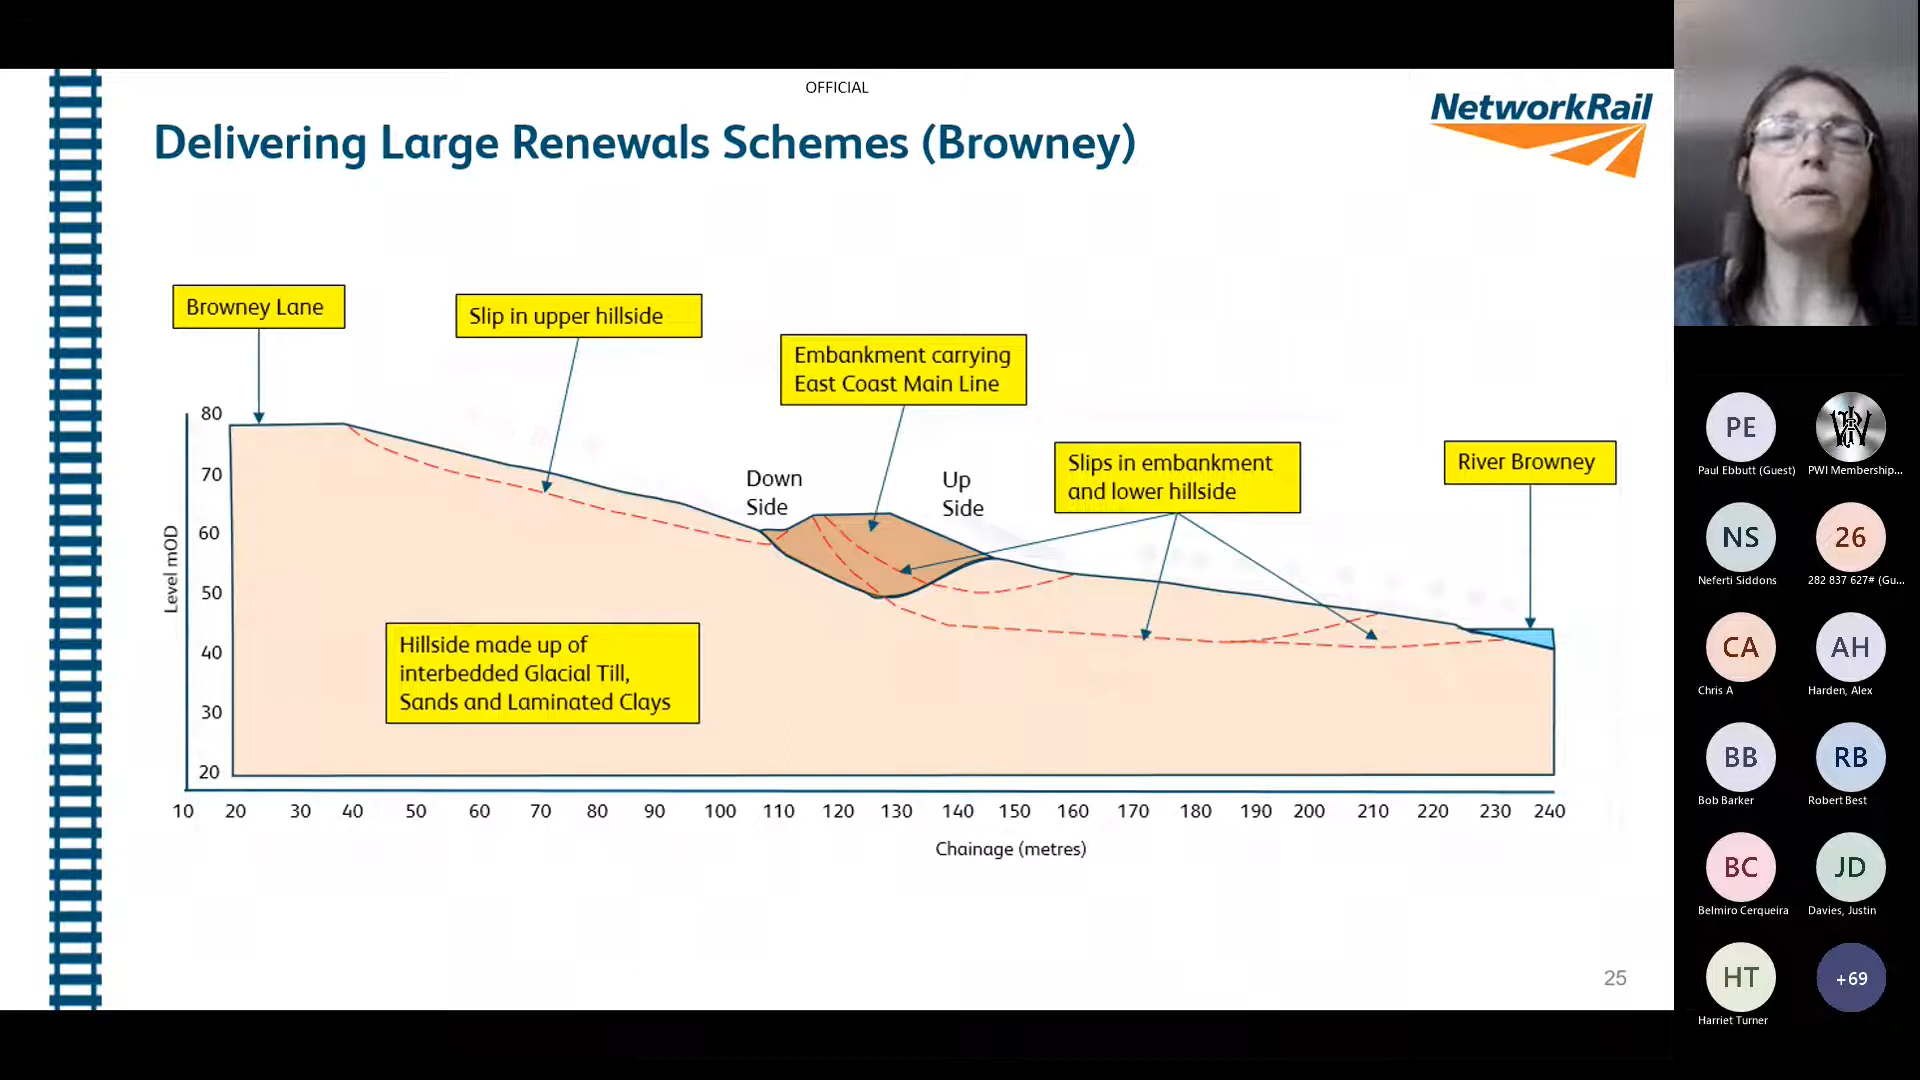 OFFICIAL
Delivering Large Renewals Schemes (Browney)
NetworkRail
Browney Lane
Slip in upper hillside
Embankment carrying
East Coast Main Line
Down
Side
Up
Side
Slips in embankment
and lower hillside
River Browney
Hillside made up of
interbedded Glacial Till,
Sands and Laminated Clays
Level mOD
80
70
60
50
40
30
20
10 20 30 40 50 60 70 80 90 100 110 120 130 140 150 160 170 180 190 200 210 220 230 240
Chainage (metres)
25
PE
Paul Ebbutt (Guest)
PWI Membership...
NS
Neferti Siddons
26
282 837 627# (Gu...
CA
Chris A
AH
Harden, Alex
BB
Bob Barker
RB
Robert Best
BC
Belmiro Cerqueira
JD
Davies, Justin
HT
Harriet Turner
+69